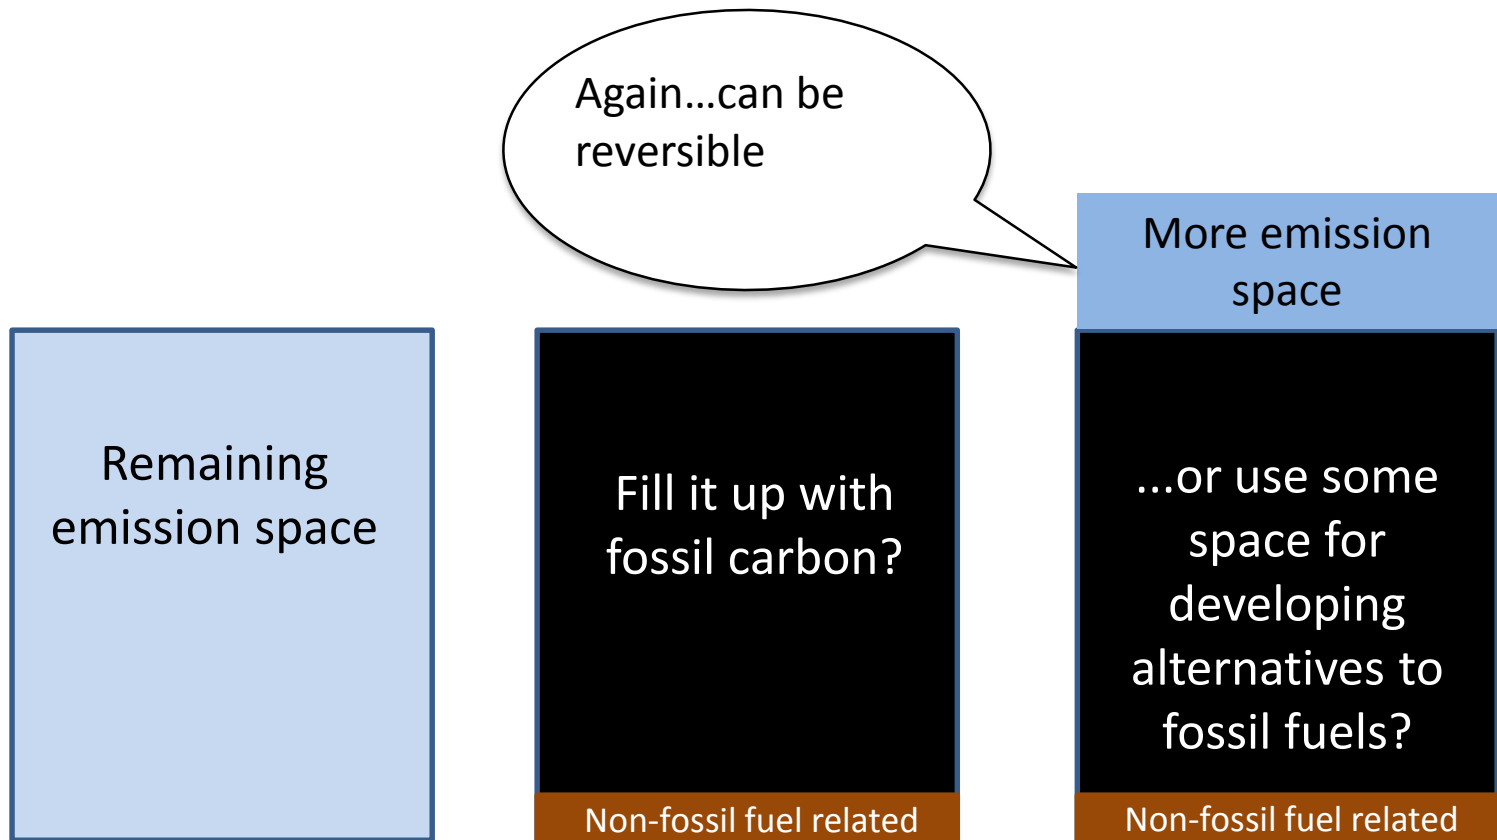 Again...can be
reversible
More emission
space
Remaining
emission space
Fill it up with
fossil carbon?
...or use some
space for
developing
alternatives to
fossil fuels?
Non-fossil fuel related
Non-fossil fuel related